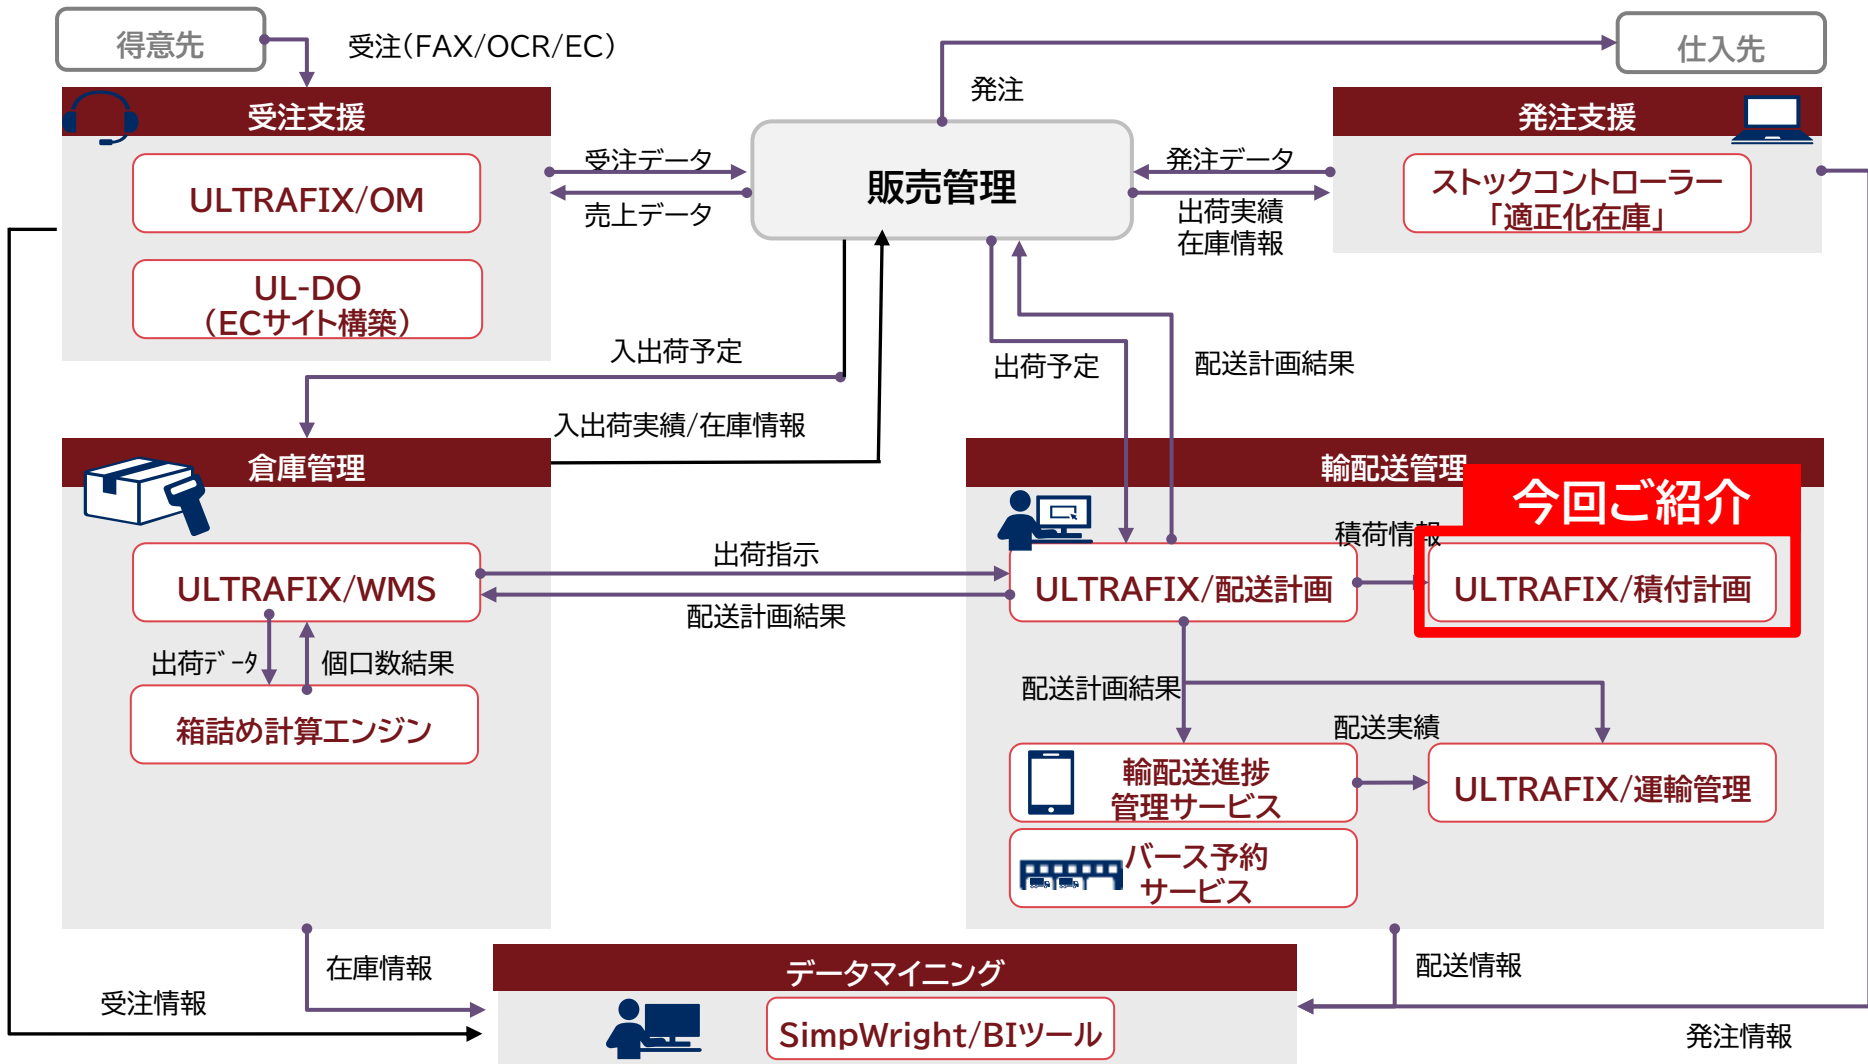 得意先
受注(FAX/OCR/EC)
発注
仕入先
受注支援
ULTRAFIX/OM
UL-DO
(ECサイト構築)
受注データ
売上データ
販売管理
発注データ
出荷実績
在庫情報
発注支援
ストックコントローラー
「適正化在庫」
入出荷予定
入出荷実績/在庫情報
出荷予定
配送計画結果
倉庫管理
ULTRAFIX/WMS
出荷ﾃﾞｰﾀ
個口数結果
箱詰め計算エンジン
出荷指示
配送計画結果
輸配送管理
今回ご紹介
積荷情報
ULTRAFIX/配送計画
ULTRAFIX/積付計画
配送計画結果
配送実績
輸配送進捗
管理サービス
ULTRAFIX/運輸管理
バース予約
サービス
在庫情報
受注情報
データマイニング
SimpWright/BIツール
配送情報
発注情報